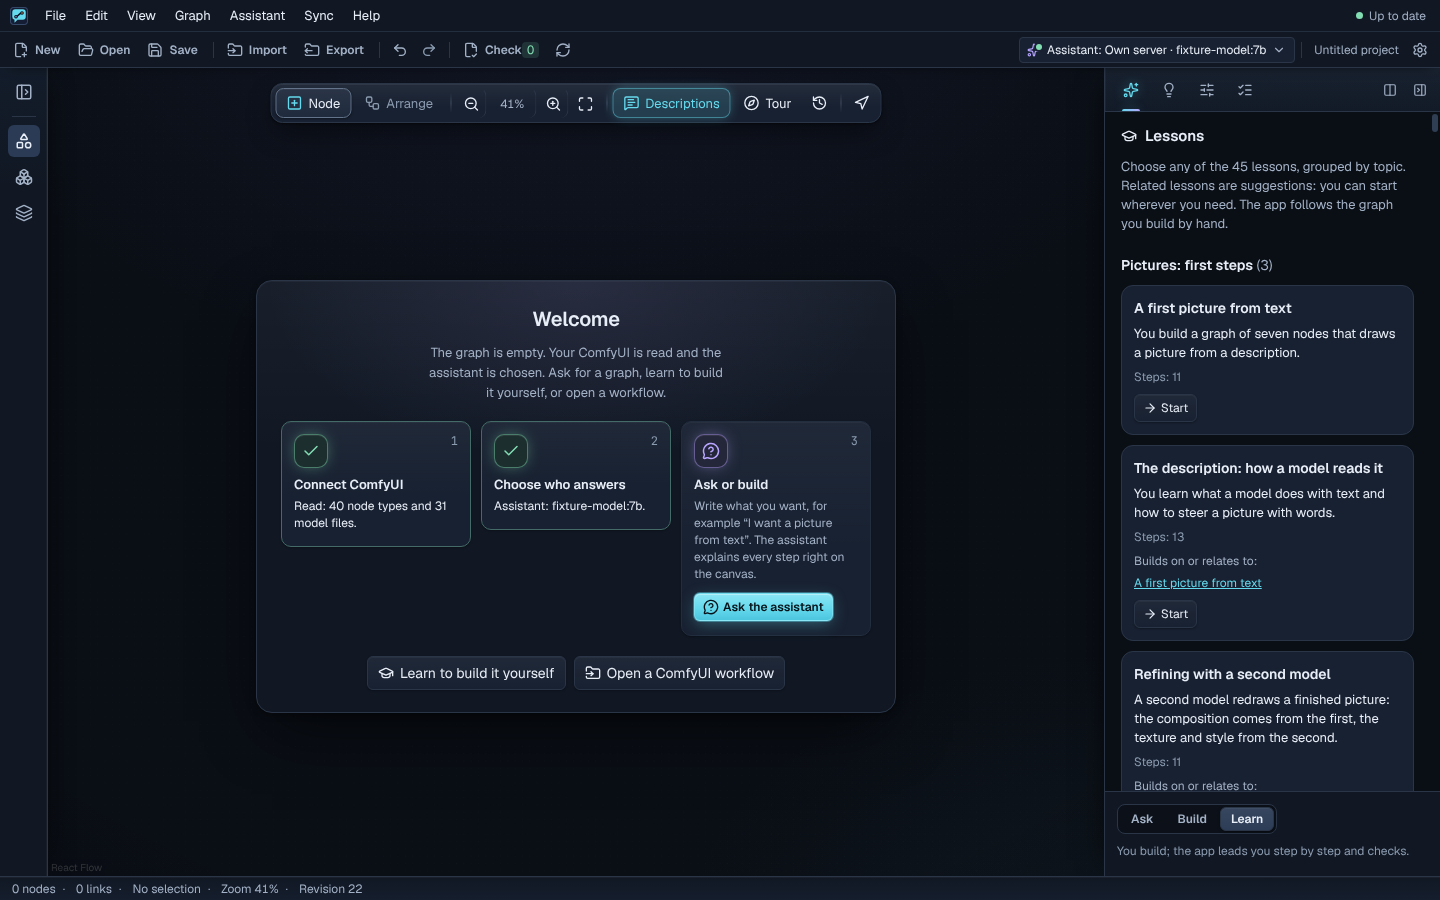 File Edit View Graph Assistant Sync Help
Up to date
New Open Save Import Export Check 0
Assistant: Own server · fixture-model:7b
Untitled project
Node Arrange 41% Descriptions Tour
Welcome
The graph is empty. Your ComfyUI is read and the
assistant is chosen. Ask for a graph, learn to build
it yourself, or open a workflow.
1
Connect ComfyUI
Read: 40 node types and 31
model files.
2
Choose who answers
Assistant: fixture-model:7b.
3
Ask or build
Write what you want, for
example “I want a picture
from text”. The assistant
explains every step right on
the canvas.
Ask the assistant
Learn to build it yourself
Open a ComfyUI workflow
React Flow
Lessons
Choose any of the 45 lessons, grouped by topic.
Related lessons are suggestions: you can start
wherever you need. The app follows the graph
you build by hand.
Pictures: first steps (3)
A first picture from text
You build a graph of seven nodes that draws
a picture from a description.
Steps: 11
Start
The description: how a model reads it
You learn what a model does with text and
how to steer a picture with words.
Steps: 13
Builds on or relates to:
A first picture from text
Start
Refining with a second model
A second model redraws a finished picture:
the composition comes from the first, the
texture and style from the second.
Steps: 11
Builds on or relates to:
Ask Build Learn
You build; the app leads you step by step and checks.
0 nodes · 0 links · No selection · Zoom 41% · Revision 22